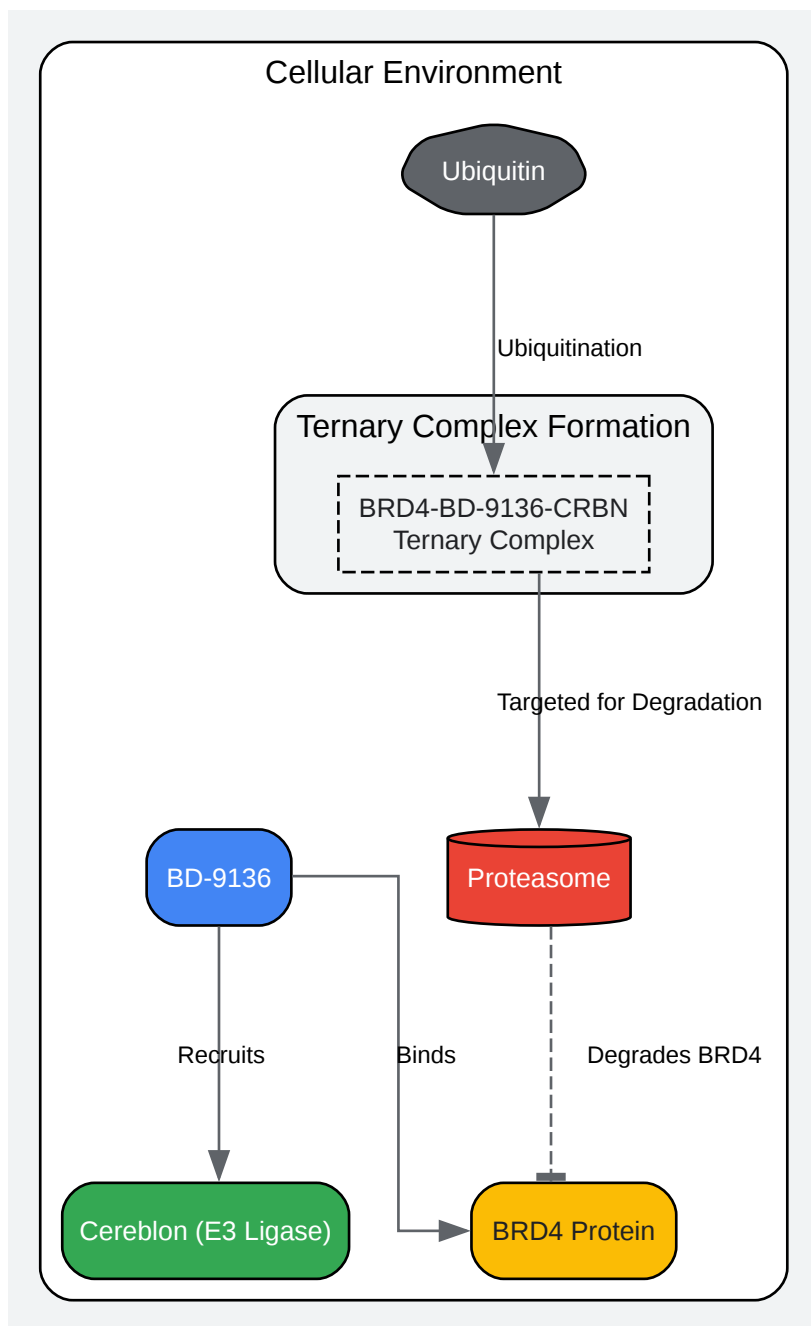 Cellular Environment
Ubiquitin
Ubiquitination
Ternary Complex Formation
BRD4-BD-9136-CRBN
Ternary Complex
Targeted for Degradation
BD-9136
Proteasome
Recruits
Binds
Degrades BRD4
Cereblon (E3 Ligase)
BRD4 Protein